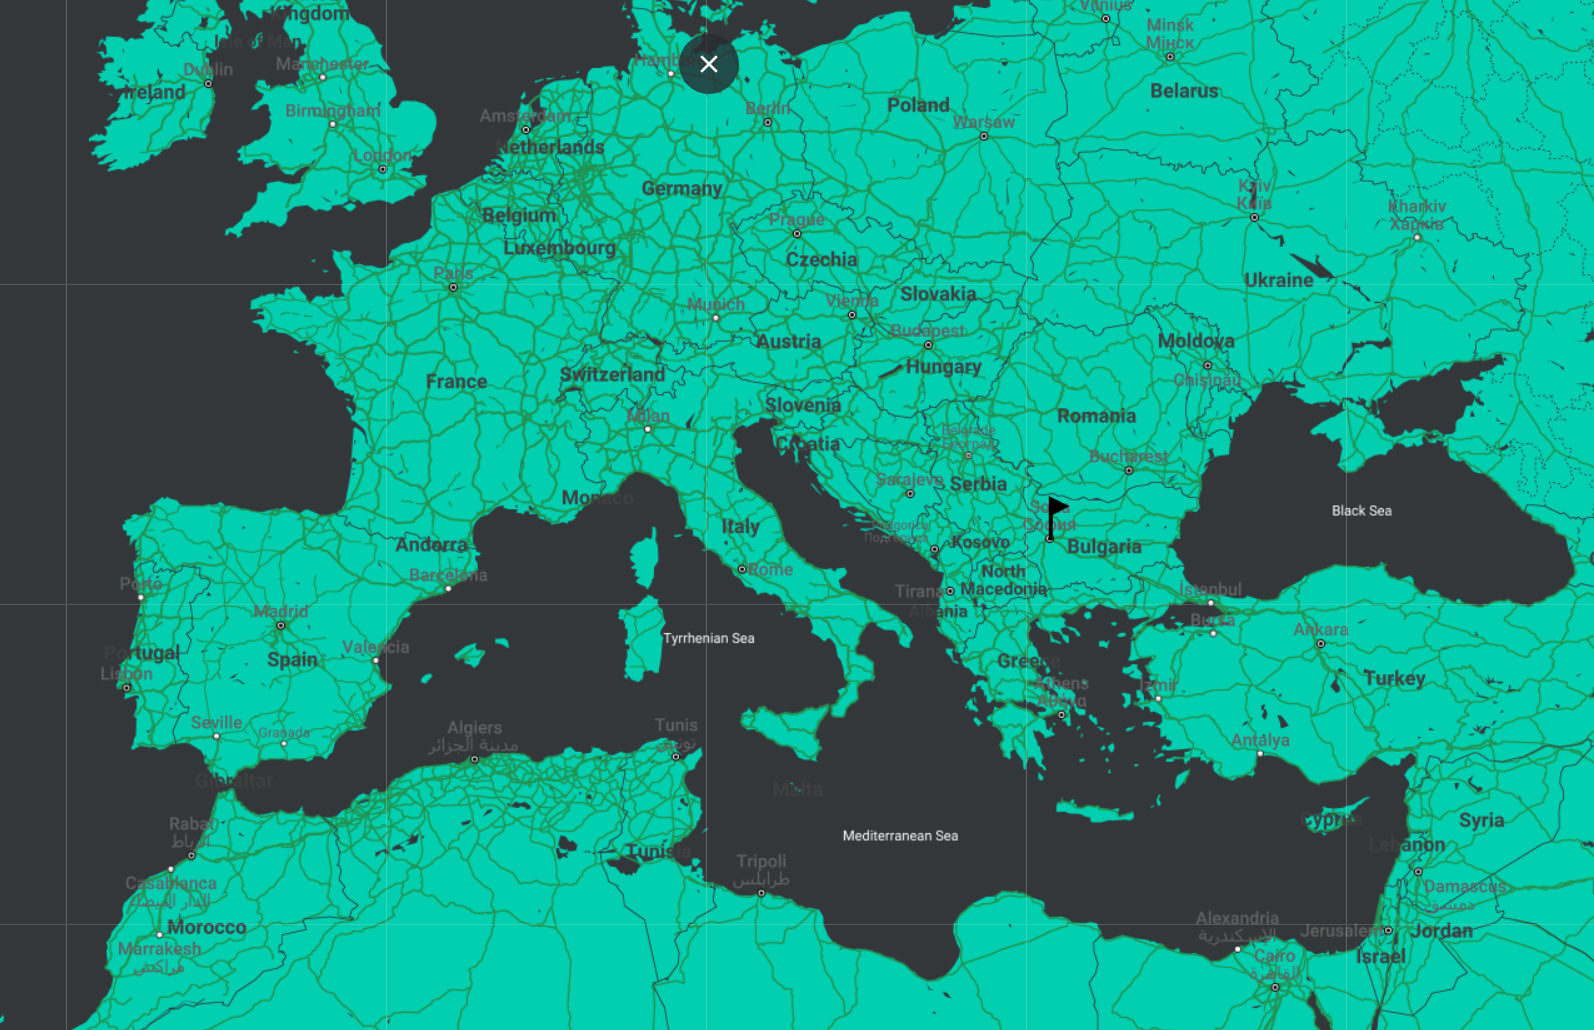 Kingdom
Vilnius
Minsk
Мінск
Isle of Man
Manchester
Dublin
Ireland
Belarus
Poland
Birmingham
Amsterdam
Berlin
Warsaw
Netherlands
London
Germany
Kyiv
Київ
Kharkiv
Харків
Belgium
Prague
Luxembourg
Czechia
Paris
Ukraine
Slovakia
Munich
Vienna
Budapest
Austria
Moldova
Hungary
Switzerland
France
Chișinău
Slovenia
Milan
Romania
Belgrade
Београд
Croatia
Bucharest
Sarajevo
Serbia
Monaco
Black Sea
София
Italy
Podgorica
Подгорица
Kosovo
Bulgaria
Andorra
Barcelona
Rome
North
Macedonia
Porto
Tirana
İstanbul
Albania
Madrid
Bursa
Ankara
Tyrrhenian Sea
Valencia
Portugal
Spain
Greece
Lisbon
Turkey
Athens
Αθήνα
İzmir
Seville
Granada
Algiers
مدينة الجزائر
Tunis
تونس
Antalya
Gibraltar
Malta
Rabat
الرباط
Cyprus
Syria
Mediterranean Sea
Lebanon
Tunisia
Tripoli
طرابلس
Casablanca
الدار البيضاء
Damascus
دمشق
Morocco
Alexandria
الإسكندرية
Jerusalem
Jordan
Marrakesh
مراكش
Israel
Cairo
القاهرة